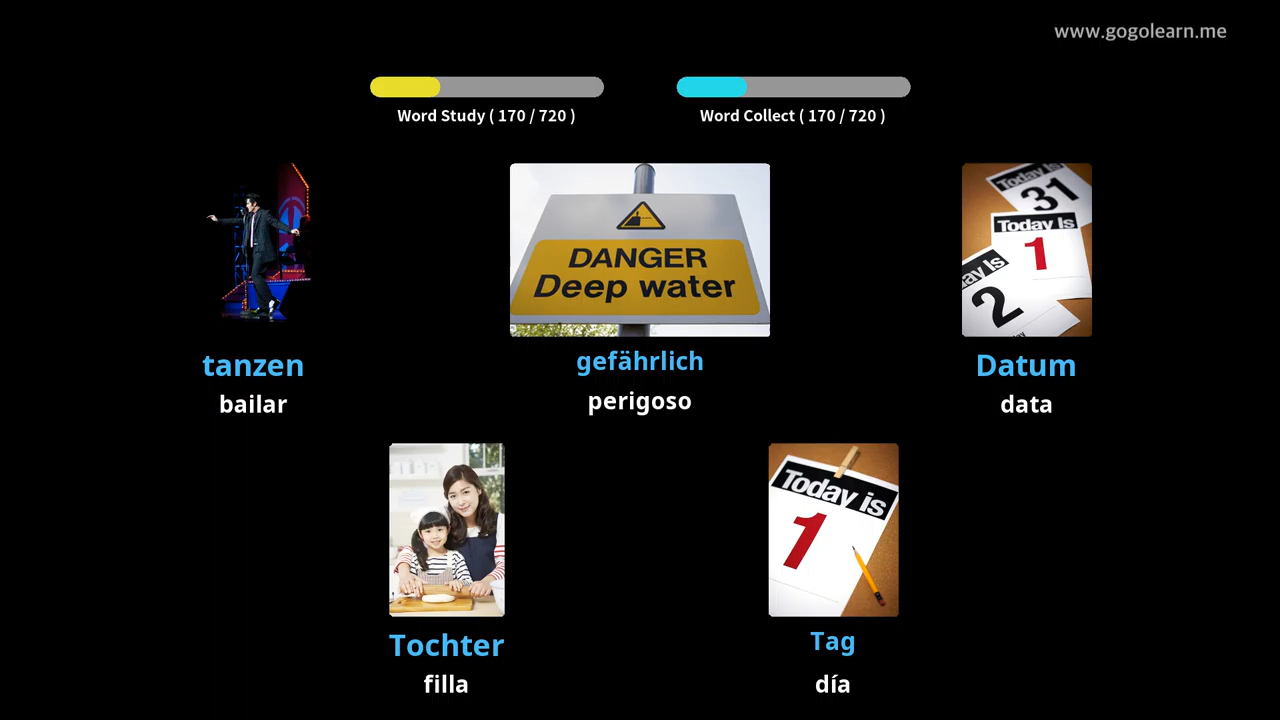 www.gogolearn.me
Word Study ( 170 / 720 )
Word Collect ( 170 / 720 )
Today Is
31
Today Is
1
ay Is
2
DANGER
Deep water
tanzen
gefährlich
Datum
bailar
perigoso
data
Today is
1
Tochter
Tag
filla
día